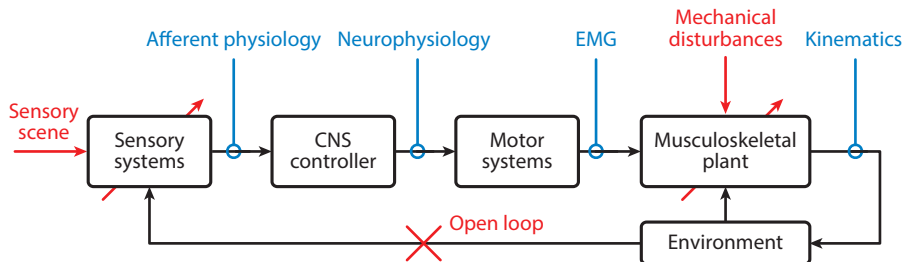 Afferent physiology
Neurophysiology
EMG
Mechanical
disturbances
Kinematics
Sensory
scene
Sensory
systems
CNS
controller
Motor
systems
Musculoskeletal
plant
Open loop
Environment